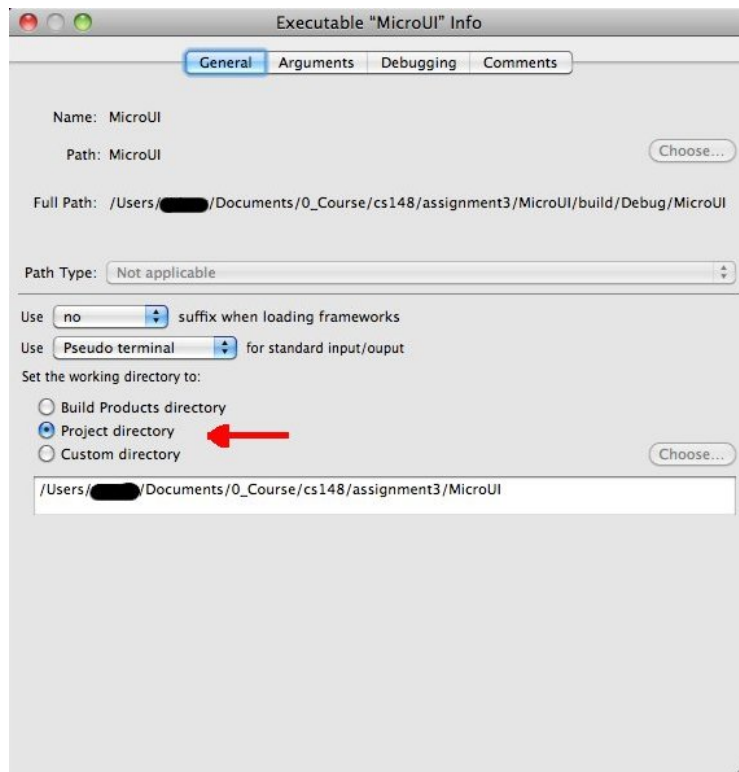 Executable “MicroUI” Info
General Arguments Debugging Comments
Name: MicroUI
Path: MicroUI Choose...
Full Path: /Users/ /Documents/0_Course/cs148/assignment3/MicroUI/build/Debug/MicroUI
Path Type: Not applicable
Use no suffix when loading frameworks
Use Pseudo terminal for standard input/ouput
Set the working directory to:
Build Products directory
Project directory
Custom directory Choose...
/Users/ /Documents/0_Course/cs148/assignment3/MicroUI